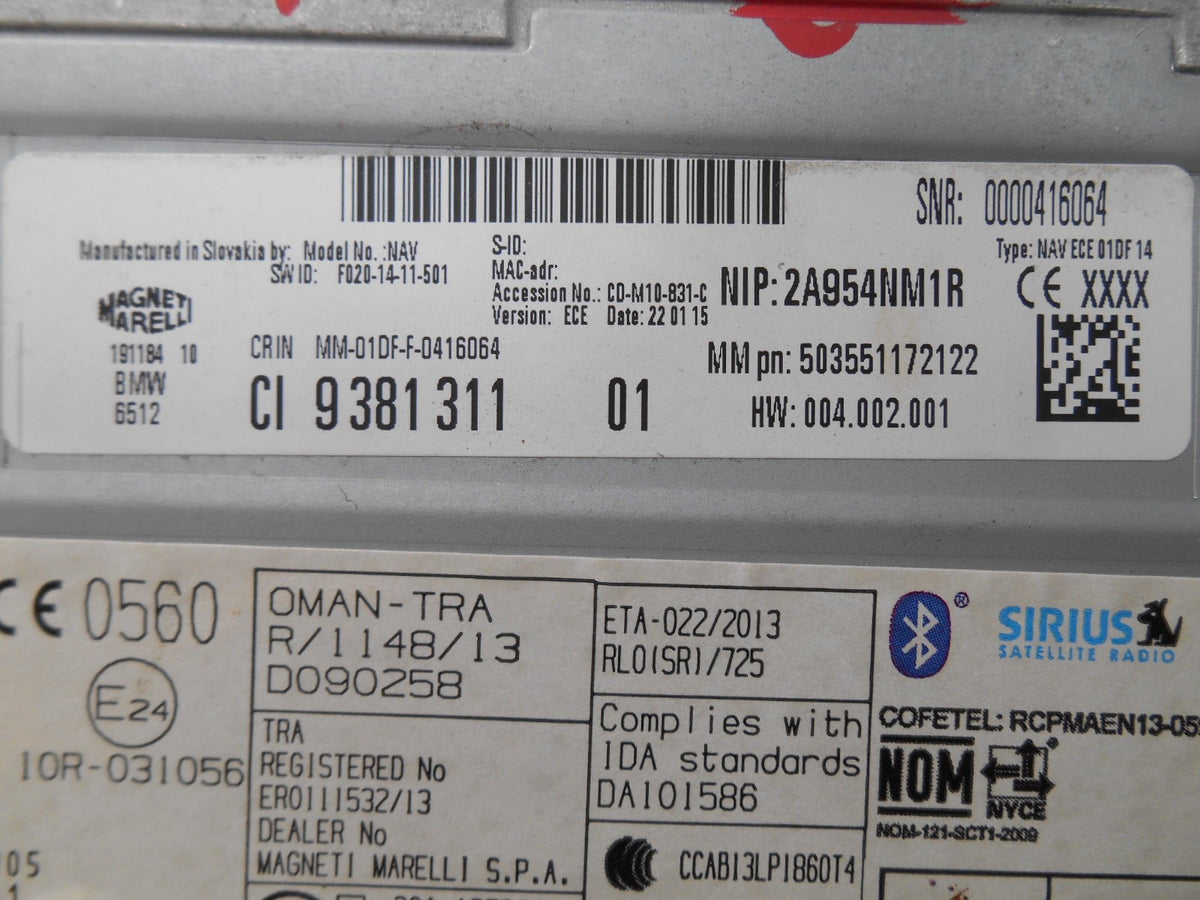 SNR: 0000416064
Manufactured in Slovakia by: Model No. :NAV
SW ID: F020-14-11-501
S-ID:
MAC-adr:
Accession No.: CD-M10-831-C
Version: ECE Date: 22 01 15
NIP: 2A954NM1R
Type: NAV ECE 01DF 14
CE XXXX
MAGNETI
MARELLI
191184 10
BMW
6512
CRIN MM-01DF-F-0416064
CI 9 381 311 01
MM pn: 503551172122
HW: 004.002.001
CE 0560
E24
10R-031056
OMAN-TRA
R/1148/13
D090258
TRA
REGISTERED No
ER0111532/13
DEALER No
MAGNETI MARELLI S.P.A.
ETA-022/2013
RLO(SR)/725
Complies with
IDA standards
DA101586
CCAB13LP1860T4
®
SIRIUS
SATELLITE RADIO
COFETEL: RCPMAEN13-05
NOM
NYCE
NOM-121-SCT1-2009
05
1